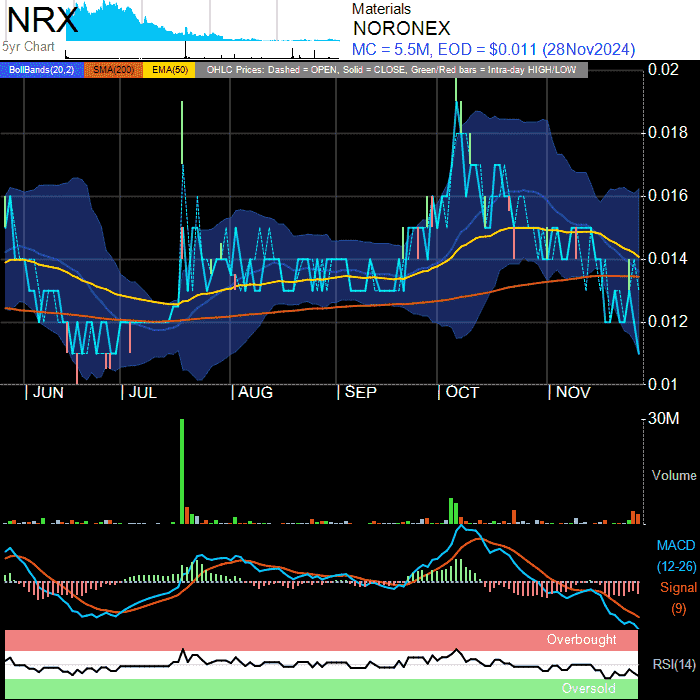 NRX
5yr Chart
Materials
NORONEX
MC = 5.5M, EOD = $0.011 (28Nov2024)
BollBands(20,2) SMA(200) EMA(50) OHLC Prices: Dashed = OPEN, Solid = CLOSE, Green/Red bars = Intra-day HIGH/LOW
0.02
0.018
0.016
0.014
0.012
0.01
JUN JUL AUG SEP OCT NOV
30M
Volume
MACD
(12-26)
Signal
(9)
Overbought
RSI(14)
Oversold